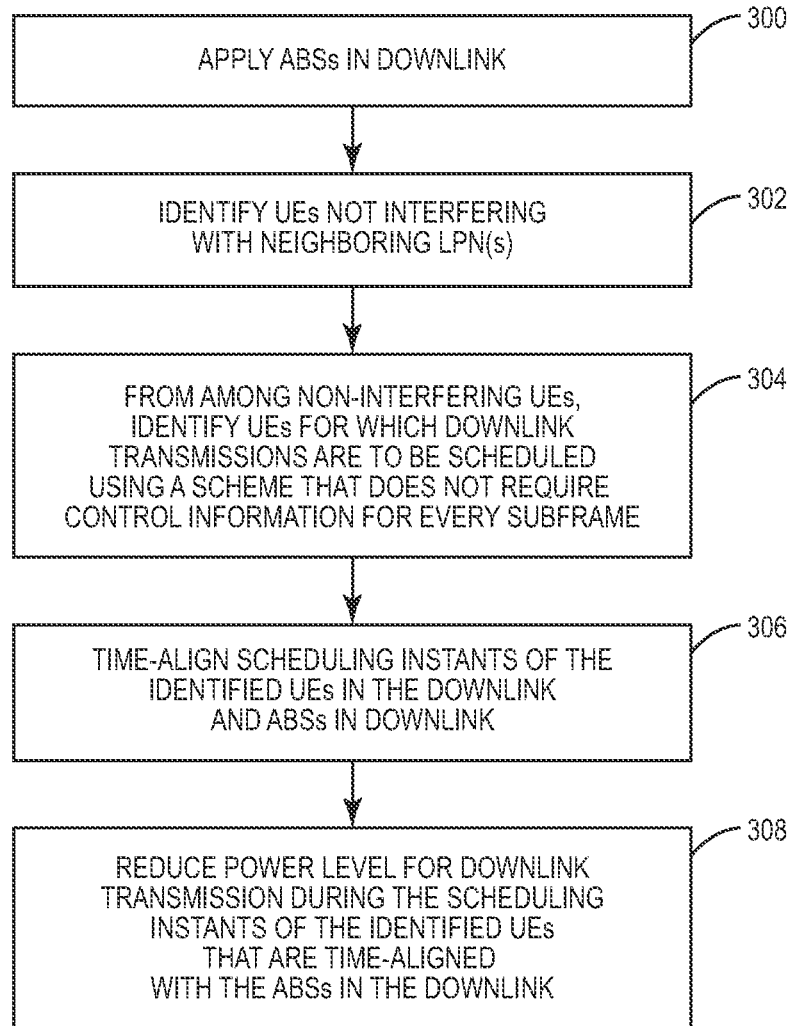 300
APPLY ABSs IN DOWNLINK
302
IDENTIFY UEs NOT INTERFERING
WITH NEIGHBORING LPN(s)
304
FROM AMONG NON-INTERFERING UEs,
IDENTIFY UEs FOR WHICH DOWNLINK
TRANSMISSIONS ARE TO BE SCHEDULED
USING A SCHEME THAT DOES NOT REQUIRE
CONTROL INFORMATION FOR EVERY SUBFRAME
306
TIME-ALIGN SCHEDULING INSTANTS OF THE
IDENTIFIED UEs IN THE DOWNLINK
AND ABSs IN DOWNLINK
308
REDUCE POWER LEVEL FOR DOWNLINK
TRANSMISSION DURING THE SCHEDULING
INSTANTS OF THE IDENTIFIED UEs
THAT ARE TIME-ALIGNED
WITH THE ABSs IN THE DOWNLINK